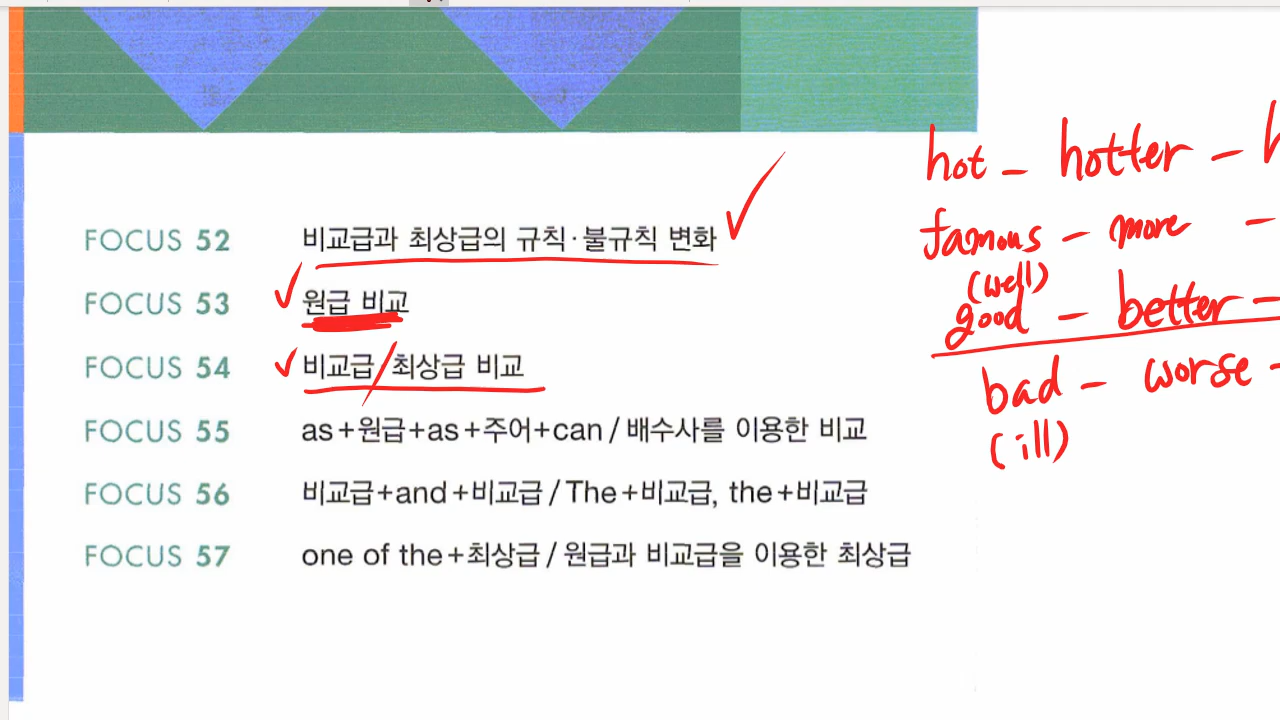 FOCUS 52 비교급과 최상급의 규칙·불규칙 변화
FOCUS 53 원급 비교
FOCUS 54 비교급/최상급 비교
FOCUS 55 as+원급+as+주어+can/배수사를 이용한 비교
FOCUS 56 비교급+and+비교급/The+비교급, the+비교급
FOCUS 57 one of the+최상급/원급과 비교급을 이용한 최상급
hot - hotter - h
famous - more -
(well)
good - better -
bad - worse -
(ill)